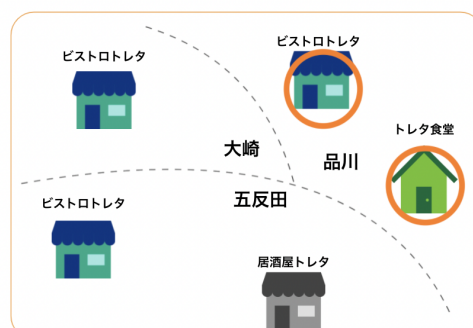 ビストロトレタ
ビストロトレタ
トレタ食堂
大崎
品川
ビストロトレタ
五反田
居酒屋トレタ